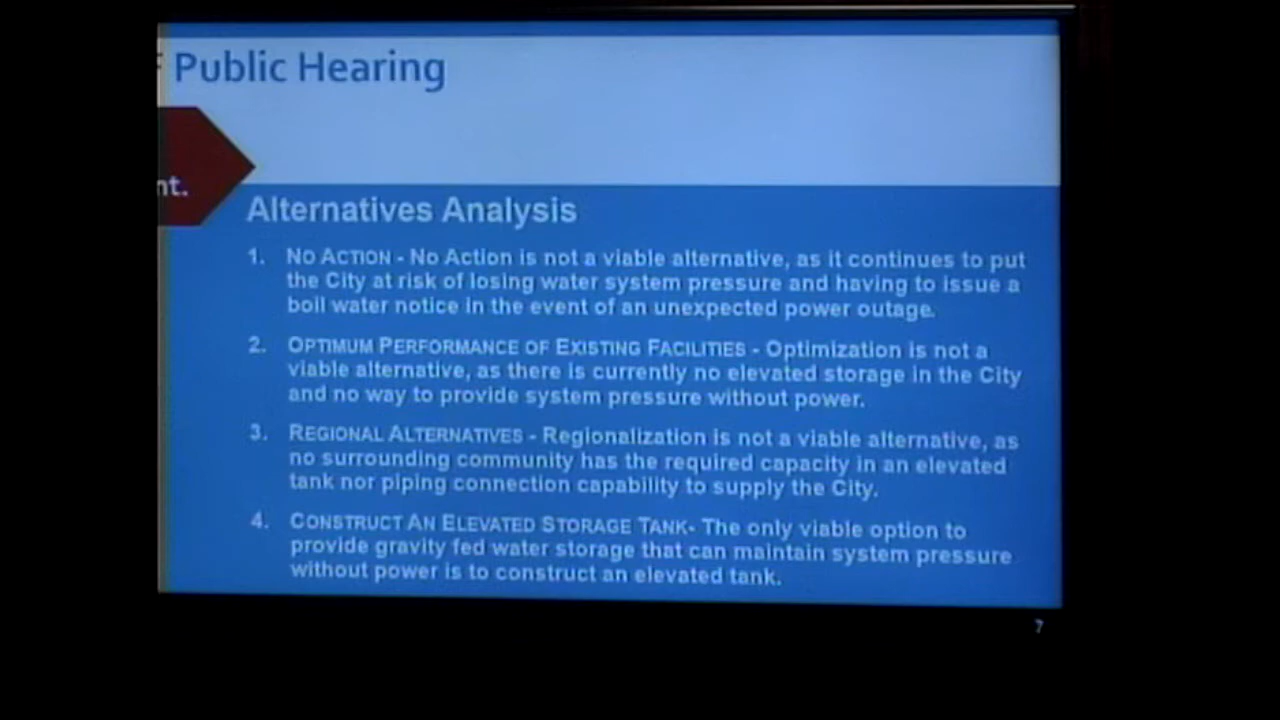 Public Hearing
nt.
Alternatives Analysis
1. NO ACTION - No Action is not a viable alternative, as it continues to put
the City at risk of losing water system pressure and having to issue a
boil water notice in the event of an unexpected power outage.
2. OPTIMUM PERFORMANCE OF EXISTING FACILITIES - Optimization is not a
viable alternative, as there is currently no elevated storage in the City
and no way to provide system pressure without power.
3. REGIONAL ALTERNATIVES - Regionalization is not a viable alternative, as
no surrounding community has the required capacity in an elevated
tank nor piping connection capability to supply the City.
4. CONSTRUCT AN ELEVATED STORAGE TANK- The only viable option to
provide gravity fed water storage that can maintain system pressure
without power is to construct an elevated tank.
7